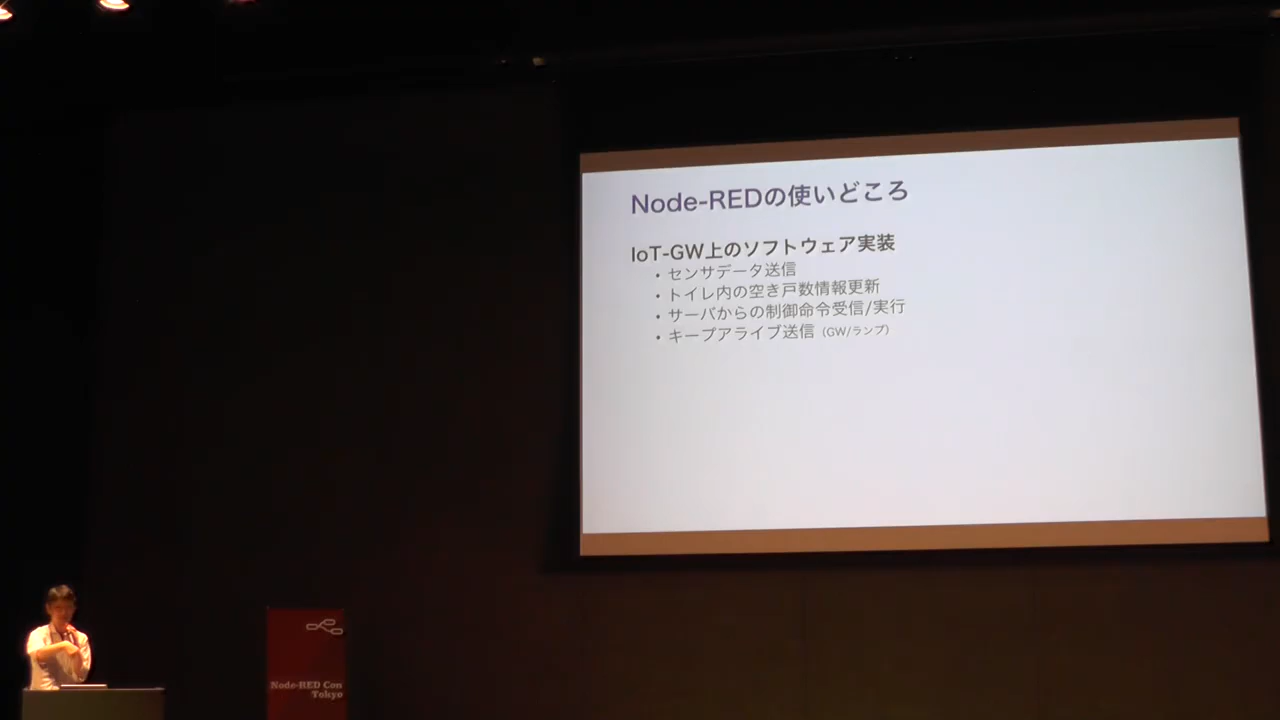 Node-REDの使いどころ
IoT-GW上のソフトウェア実装
・センサデータ送信
・トイレ内の空き戸数情報更新
・サーバからの制御命令受信/実行
・キープアライブ送信（GW/ランプ）
Node-RED Con
Tokyo